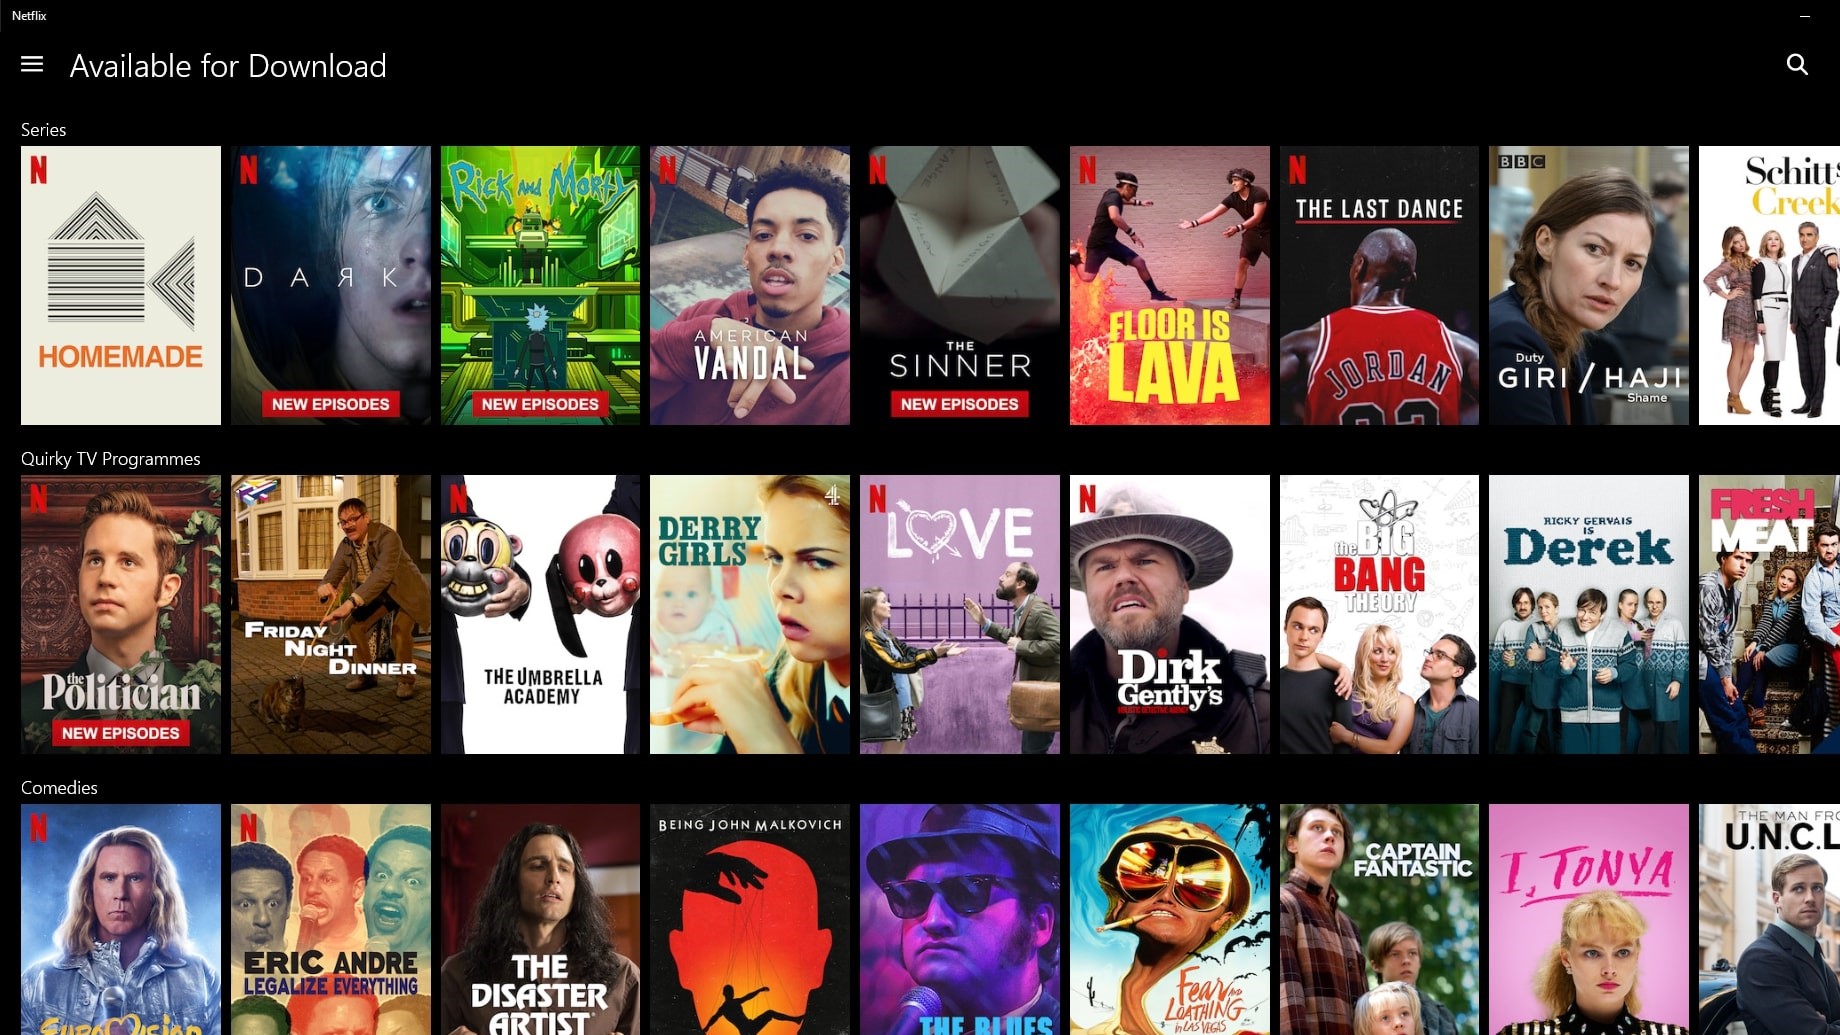 Netflix
Available for Download
Series
N
HOMEMADE
N
DARK
NEW EPISODES
Rick and Morty
NEW EPISODES
N
AMERICAN
VANDAL
N
THE
SINNER
NEW EPISODES
N
FLOOR IS
LAVA
N
THE LAST DANCE
JORDAN
23
BBC
Duty
GIRI / HAJI
Shame
Schitt's
Creek
Quirky TV Programmes
N
the
Politician
NEW EPISODES
FRIDAY
NIGHT
DINNER
N
THE UMBRELLA
ACADEMY
4
DERRY
GIRLS
N
LOVE
N
Dirk
Gently's
HOLISTIC DETECTIVE AGENCY
the BIG
BANG
THEORY
RICKY GERVAIS
IS
Derek
FRESH
MEAT
Comedies
N
EUROVISION
N
ERIC ANDRE
LEGALIZE EVERYTHING
THE
DISASTER
ARTIST
BEING JOHN MALKOVICH
THE BLUES
Fear and
LOATHING
in LAS VEGAS
CAPTAIN
FANTASTIC
I, TONYA
THE MAN FRO
U.N.C.L